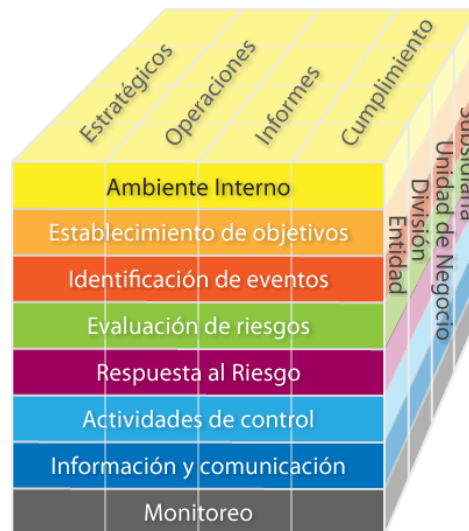 Estratégicos
Operaciones
Informes
Cumplimiento
Ambiente Interno
Establecimiento de objetivos
Identificación de eventos
Evaluación de riesgos
Respuesta al Riesgo
Actividades de control
Información y comunicación
Monitoreo
Entidad
División
Unidad de Negocio
Subsidiaria